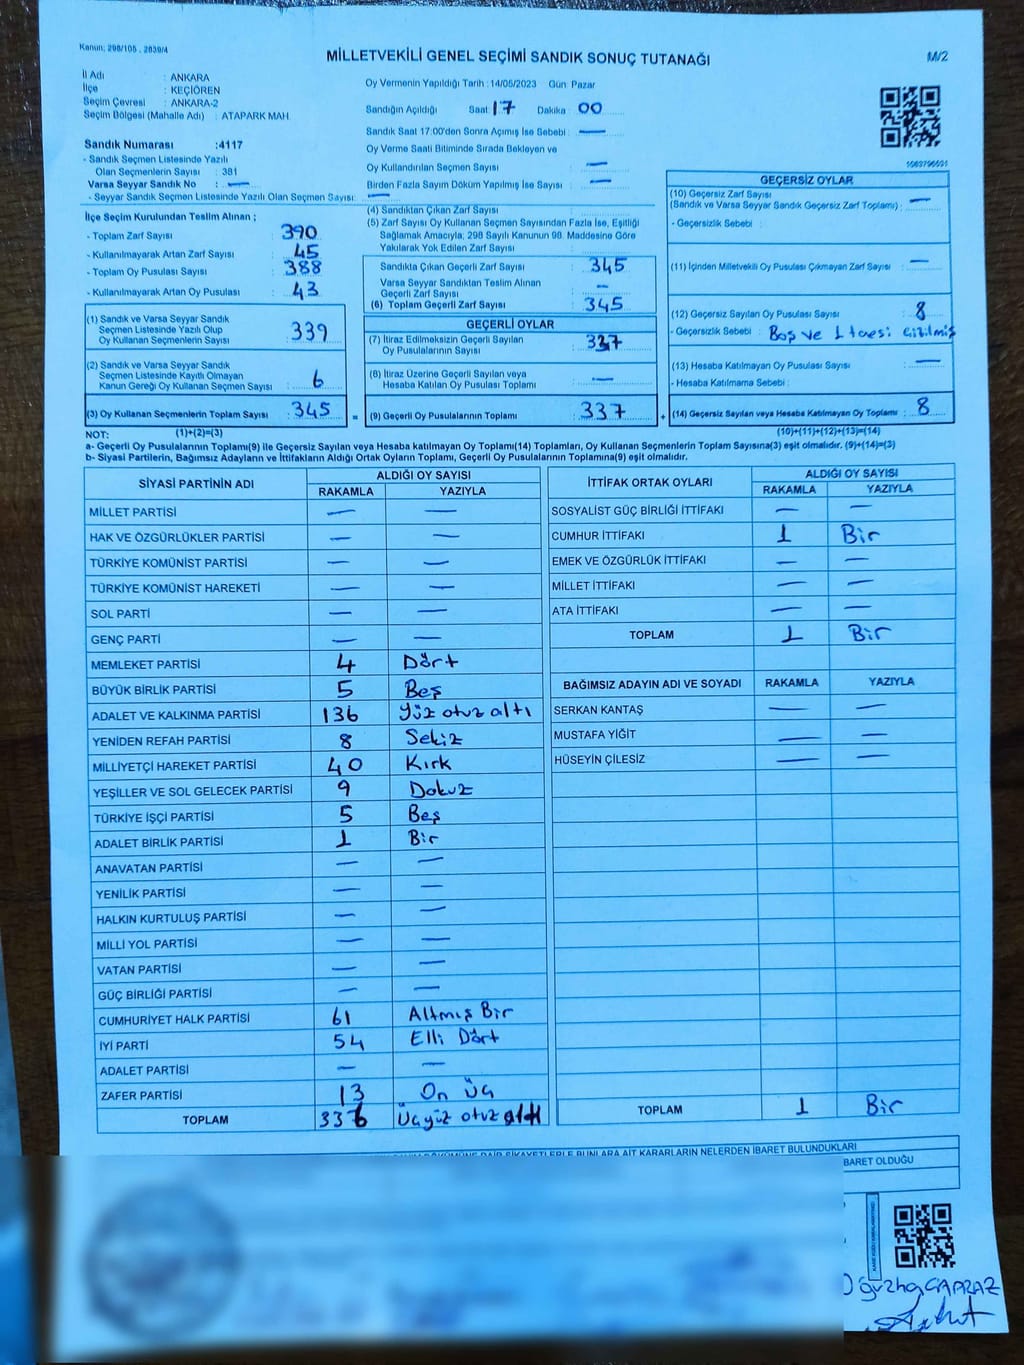 Kanun: 298/105 , 2839/4
MİLLETVEKİLİ GENEL SEÇİMİ SANDIK SONUÇ TUTANAĞI
M/2
İl Adı : ANKARA
İlçe : KEÇİÖREN
Seçim Çevresi : ANKARA-2
Seçim Bölgesi (Mahalle Adı) : ATAPARK MAH.
Sandık Numarası :4117
- Sandık Seçmen Listesinde Yazılı
Olan Seçmenlerin Sayısı : 381
Varsa Seyyar Sandık No : —
- Seyyar Sandık Seçmen Listesinde Yazılı Olan Seçmen Sayısı: —
Oy Vermenin Yapıldığı Tarih : 14/05/2023 Gün Pazar
Sandığın Açıldığı Saat 17 Dakika 00
Sandık Saat 17:00'den Sonra Açılmış İse Sebebi : —
Oy Verme Saati Bitiminde Sırada Bekleyen ve
Oy Kullandırılan Seçmen Sayısı : —
Birden Fazla Sayım Döküm Yapılmış İse Sayısı : —
İlçe Seçim Kurulundan Teslim Alınan ;
- Toplam Zarf Sayısı : 390
- Kullanılmayarak Artan Zarf Sayısı : 45
- Toplam Oy Pusulası Sayısı : 388
- Kullanılmayarak Artan Oy Pusulası : 43
(4) Sandıktan Çıkan Zarf Sayısı :
(5) Zarf Sayısı Oy Kullanan Seçmen Sayısından Fazla İse, Eşitliği
Sağlamak Amacıyla, 298 Sayılı Kanunun 98. Maddesine Göre
Yakılarak Yok Edilen Zarf Sayısı :
Sandıkta Çıkan Geçerli Zarf Sayısı : 345
Varsa Seyyar Sandıktan Teslim Alınan
Geçerli Zarf Sayısı : —
(6) Toplam Geçerli Zarf Sayısı : 345
GEÇERSİZ OYLAR
(10) Geçersiz Zarf Sayısı
(Sandık ve Varsa Seyyar Sandık Geçersiz Zarf Toplamı) : —
- Geçersizlik Sebebi :
(11) İçinden Milletvekili Oy Pusulası Çıkmayan Zarf Sayısı : —
(12) Geçersiz Sayılan Oy Pusulası Sayısı : 8
- Geçersizlik Sebebi : Boş ve 1 tanesi çizilmiş
(13) Hesaba Katılmayan Oy Pusulası Sayısı : —
- Hesaba Katılmama Sebebi :
(1) Sandık ve Varsa Seyyar Sandık
Seçmen Listesinde Yazılı Olup
Oy Kullanan Seçmenlerin Sayısı : 339
(2) Sandık ve Varsa Seyyar Sandık
Seçmen Listesinde Kayıtlı Olmayan
Kanun Gereği Oy Kullanan Seçmen Sayısı : 6
GEÇERLİ OYLAR
(7) İtiraz Edilmeksizin Geçerli Sayılan
Oy Pusulalarının Sayısı : 337
(8) İtiraz Üzerine Geçerli Sayılan veya
Hesaba Katılan Oy Pusulası Toplamı : —
(3) Oy Kullanan Seçmenlerin Toplam Sayısı : 345 = (9) Geçerli Oy Pusulalarının Toplamı : 337 + (14) Geçersiz Sayılan veya Hesaba Katılmayan Oy Toplamı : 8
NOT: (1)+(2)=(3) (10)+(11)+(12)+(13)=(14)
a- Geçerli Oy Pusulalarının Toplamı(9) ile Geçersiz Sayılan veya Hesaba katılmayan Oy Toplamı(14) Toplamları, Oy Kullanan Seçmenlerin Toplam Sayısına(3) eşit olmalıdır. (9)+(14)=(3)
b- Siyasi Partilerin, Bağımsız Adayların ve İttifakların Aldığı Ortak Oyların Toplamı, Geçerli Oy Pusulalarının Toplamına(9) eşit olmalıdır.
SİYASİ PARTİNİN ADI ALDIĞI OY SAYISI
RAKAMLA YAZIYLA
MİLLET PARTİSİ — —
HAK VE ÖZGÜRLÜKLER PARTİSİ — —
TÜRKİYE KOMÜNİST PARTİSİ — —
TÜRKİYE KOMÜNİST HAREKETİ — —
SOL PARTİ — —
GENÇ PARTİ — —
MEMLEKET PARTİSİ 4 Dört
BÜYÜK BİRLİK PARTİSİ 5 Beş
ADALET VE KALKINMA PARTİSİ 136 Yüz otuz altı
YENİDEN REFAH PARTİSİ 8 Sekiz
MİLLİYETÇİ HAREKET PARTİSİ 40 Kırk
YEŞİLLER VE SOL GELECEK PARTİSİ 9 Dokuz
TÜRKİYE İŞÇİ PARTİSİ 5 Beş
ADALET BİRLİK PARTİSİ 1 Bir
ANAVATAN PARTİSİ — —
YENİLİK PARTİSİ — —
HALKIN KURTULUŞ PARTİSİ — —
MİLLİ YOL PARTİSİ — —
VATAN PARTİSİ — —
GÜÇ BİRLİĞİ PARTİSİ — —
CUMHURİYET HALK PARTİSİ 61 Altmış Bir
İYİ PARTİ 54 Elli Dört
ADALET PARTİSİ — —
ZAFER PARTİSİ 13 On üç
TOPLAM 336 Üçyüz otuz altı
İTTİFAK ORTAK OYLARI ALDIĞI OY SAYISI
RAKAMLA YAZIYLA
SOSYALİST GÜÇ BİRLİĞİ İTTİFAKI — —
CUMHUR İTTİFAKI 1 Bir
EMEK VE ÖZGÜRLÜK İTTİFAKI — —
MİLLET İTTİFAKI — —
ATA İTTİFAKI — —
TOPLAM 1 Bir
BAĞIMSIZ ADAYIN ADI VE SOYADI RAKAMLA YAZIYLA
SERKAN KANTAŞ — —
MUSTAFA YİĞİT — —
HÜSEYİN ÇİLESİZ — —
TOPLAM 1 Bir
ŞİKAYETLERLE BUNLARA AİT KARARLARIN NELERDEN İBARET BULUNDUKLARI
BARET OLDUĞU